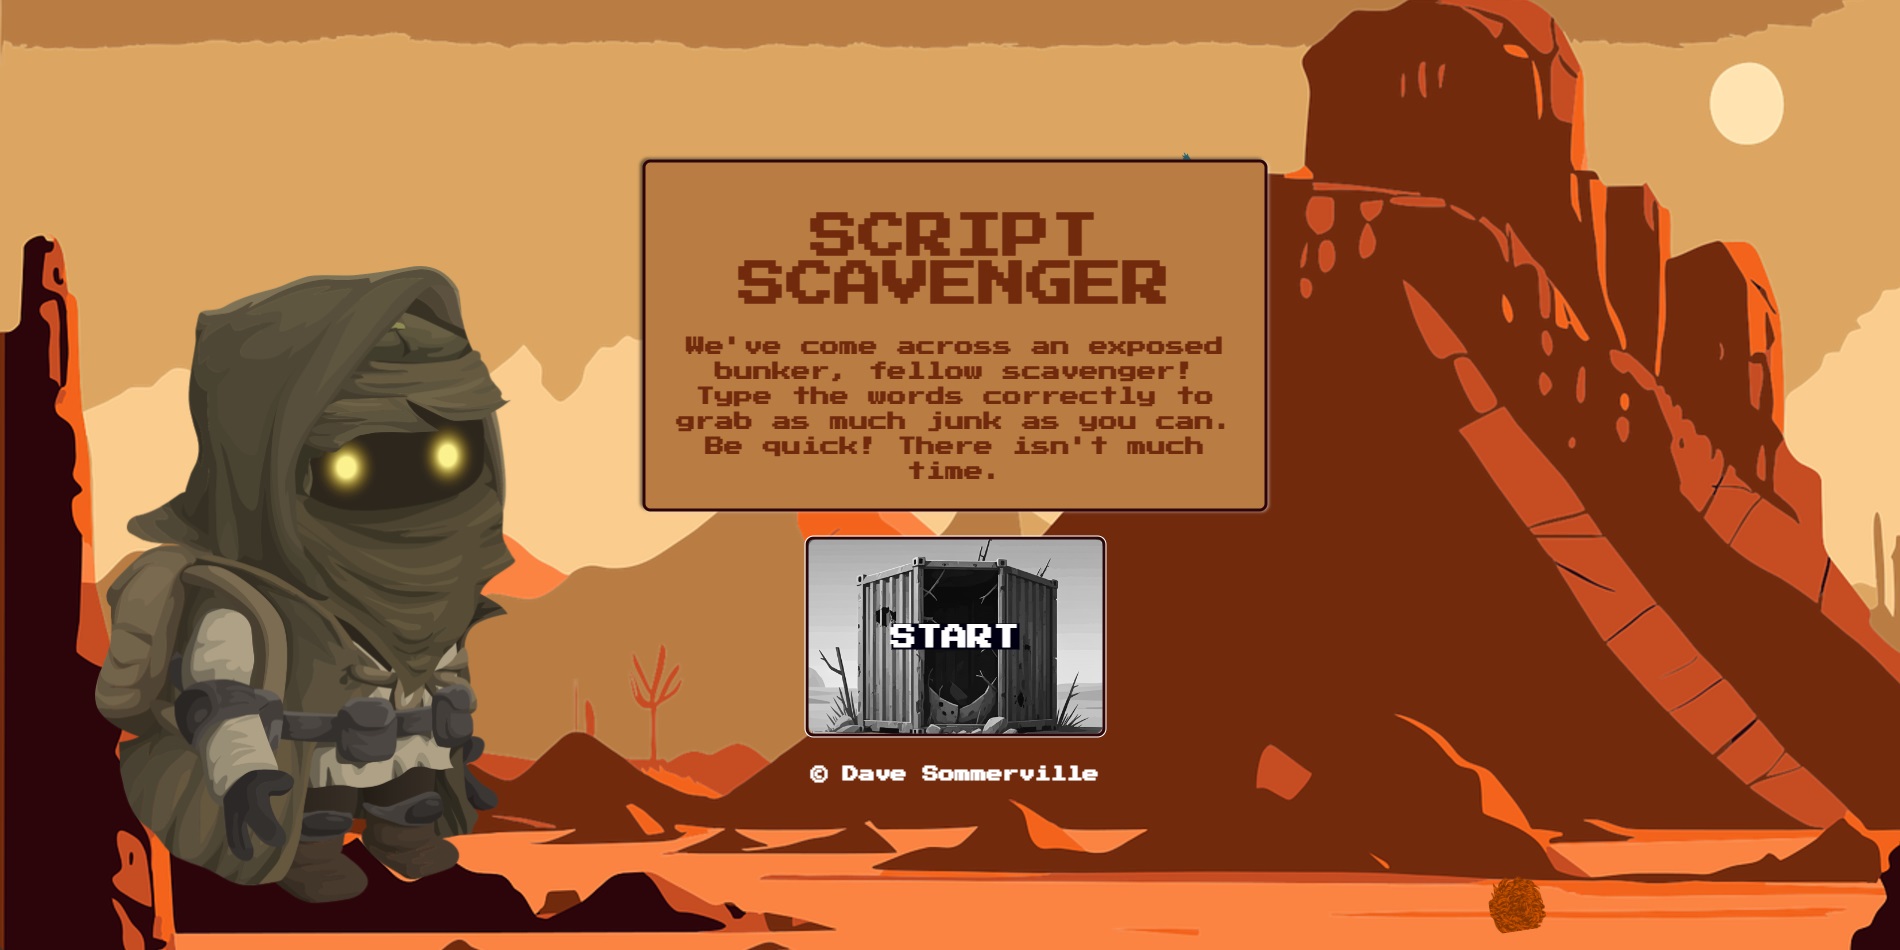 SCRIPT
SCAVENGER
We've come across an exposed
bunker, fellow scavenger!
Type the words correctly to
grab as much junk as you can.
Be quick! There isn't much
time.
START
© Dave Sommerville